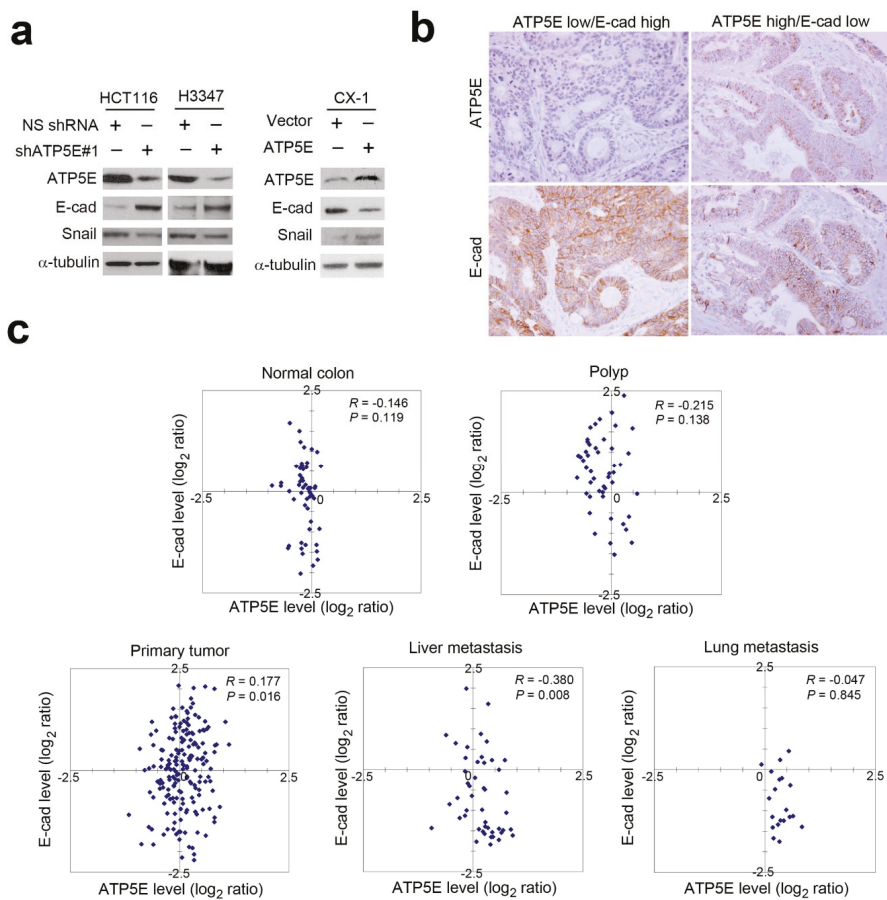 a
HCT116 H3347
NS shRNA + – + –
shATP5E#1 – + – +
ATP5E
E-cad
Snail
α-tubulin
CX-1
Vector + –
ATP5E – +
ATP5E
E-cad
Snail
α-tubulin
b
ATP5E low/E-cad high ATP5E high/E-cad low
ATP5E
E-cad
c
Normal colon
2.5
R = -0.146
P = 0.119
E-cad level (log2 ratio)
-2.5 0 2.5
-2.5
ATP5E level (log2 ratio)
Polyp
2.5
R = -0.215
P = 0.138
E-cad level (log2 ratio)
-2.5 0 2.5
-2.5
ATP5E level (log2 ratio)
Primary tumor
2.5
R = 0.177
P = 0.016
E-cad level (log2 ratio)
-2.5 0 2.5
-2.5
ATP5E level (log2 ratio)
Liver metastasis
2.5
R = -0.380
P = 0.008
E-cad level (log2 ratio)
-2.5 0 2.5
-2.5
ATP5E level (log2 ratio)
Lung metastasis
2.5
R = -0.047
P = 0.845
E-cad level (log2 ratio)
-2.5 0 2.5
-2.5
ATP5E level (log2 ratio)